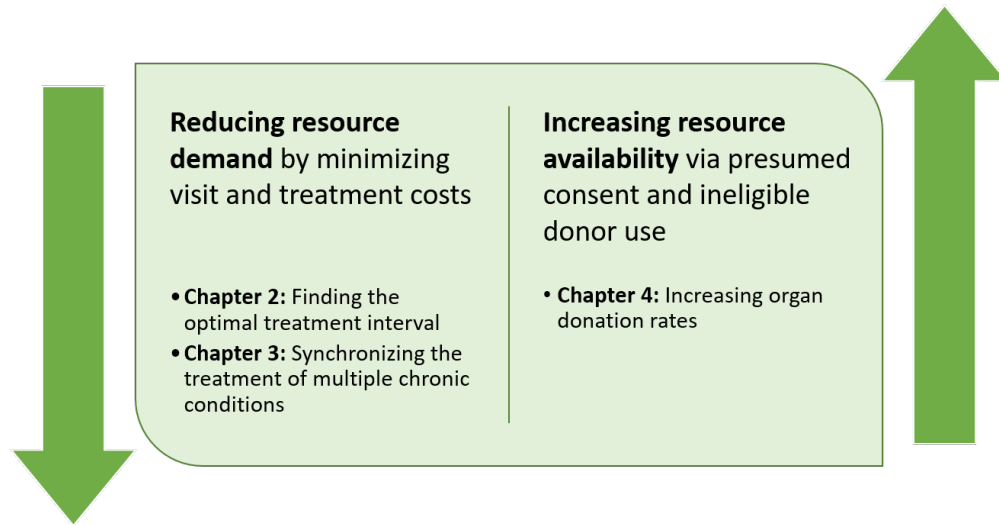 Reducing resource
demand by minimizing
visit and treatment costs
• Chapter 2: Finding the
optimal treatment interval
• Chapter 3: Synchronizing the
treatment of multiple chronic
conditions
Increasing resource
availability via presumed
consent and ineligible
donor use
• Chapter 4: Increasing organ
donation rates